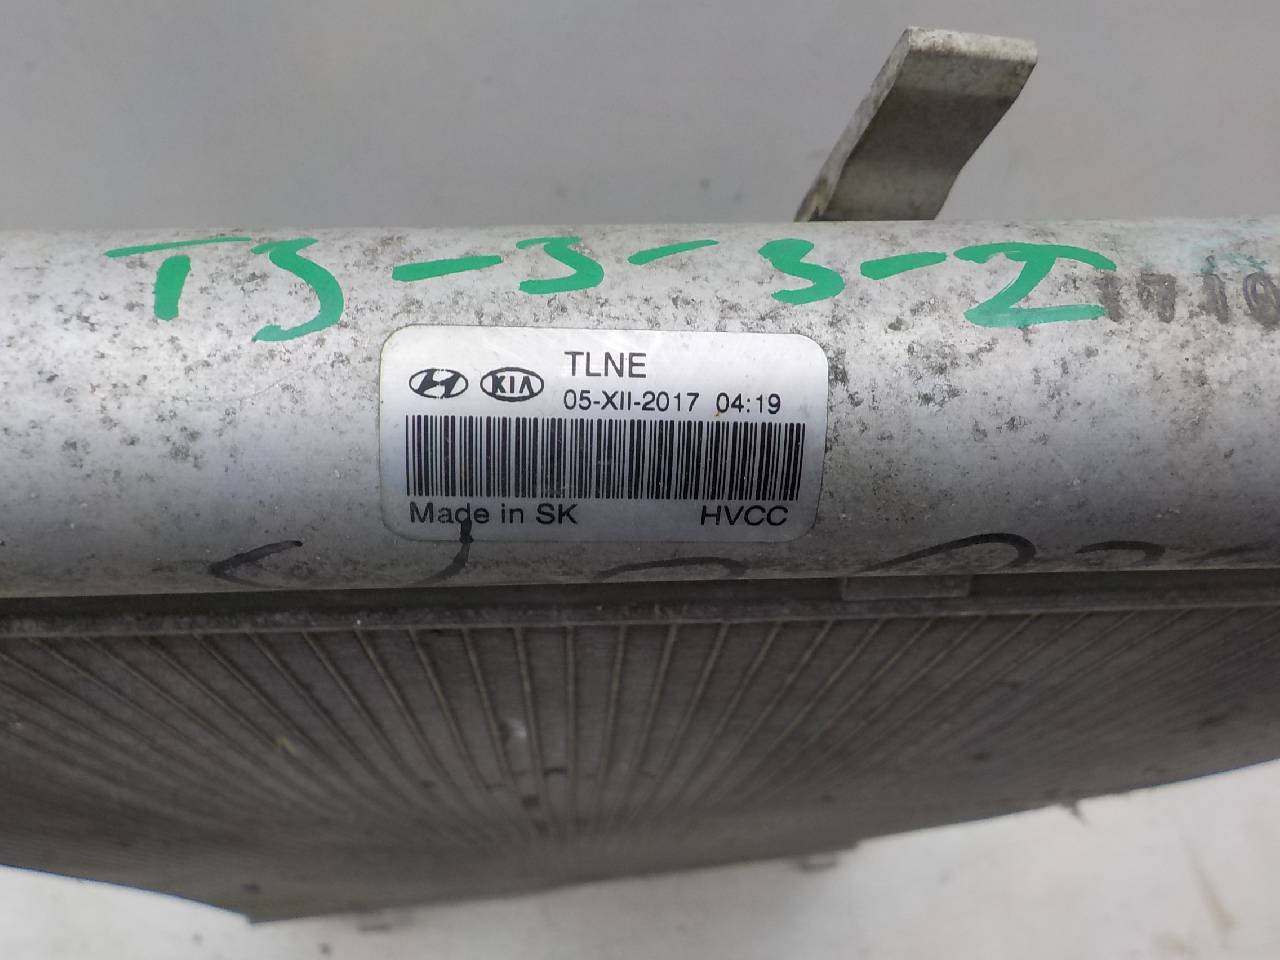 T3-3-3-2
TLNE
KIA
05-XII-2017 04:19
Made in SK HVCC